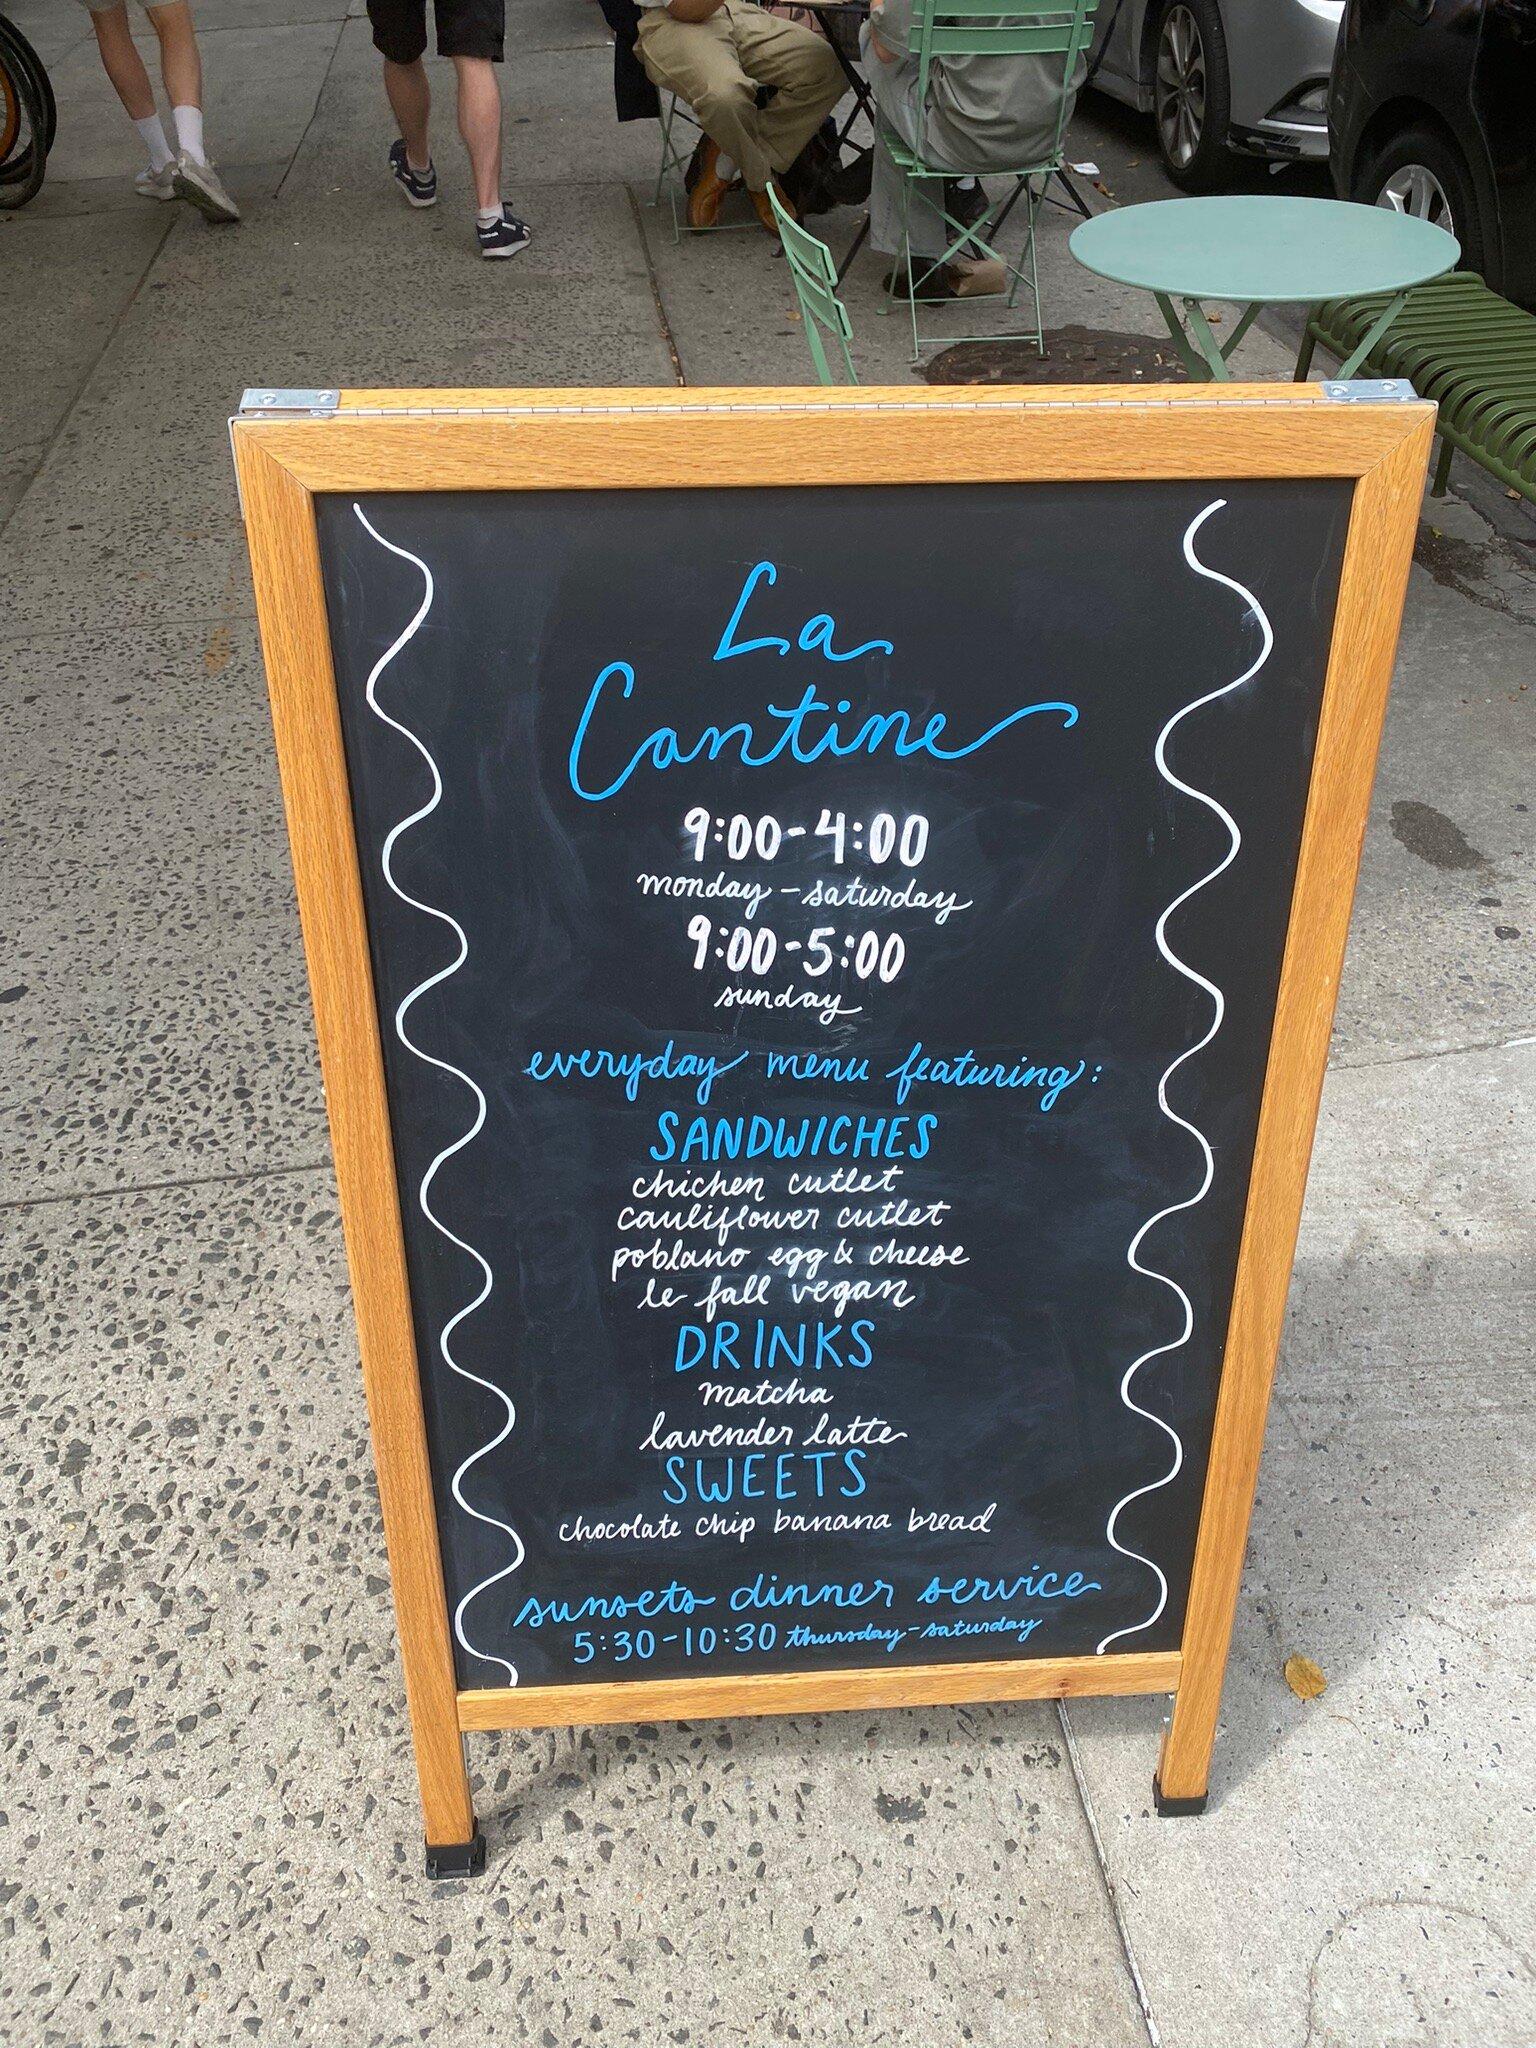 La
Cantine
9:00-4:00
monday-saturday
9:00-5:00
sunday
everyday menu featuring:
SANDWICHES
chicken cutlet
cauliflower cutlet
poblano egg & cheese
le fall vegan
DRINKS
matcha
lavender latte
SWEETS
chocolate chip banana bread
sunsets dinner service
5:30-10:30 thursday-saturday